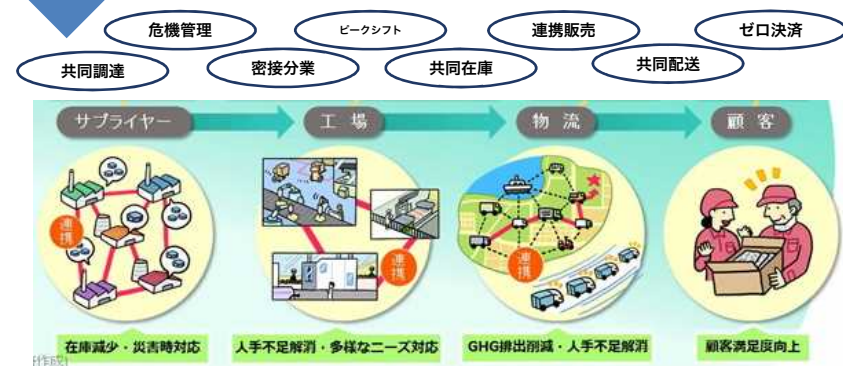 危機管理
ピークシフト
連携販売
ゼロ決済
共同調達
密接分業
共同在庫
共同配送
サプライヤー
工場
物流
顧客
連携
連携
連携
在庫減少・災害時対応
人手不足解消・多様なニーズ対応
GHG排出削減・人手不足解消
顧客満足度向上